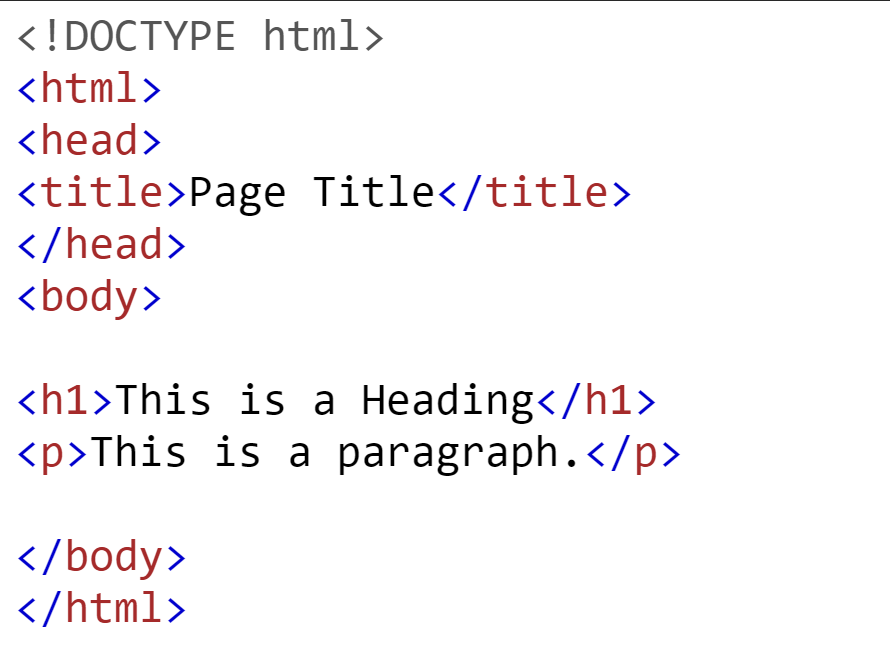 <!DOCTYPE html>
<html>
<head>
<title>Page Title</title>
</head>
<body>
<h1>This is a Heading</h1>
<p>This is a paragraph.</p>
</body>
</html>